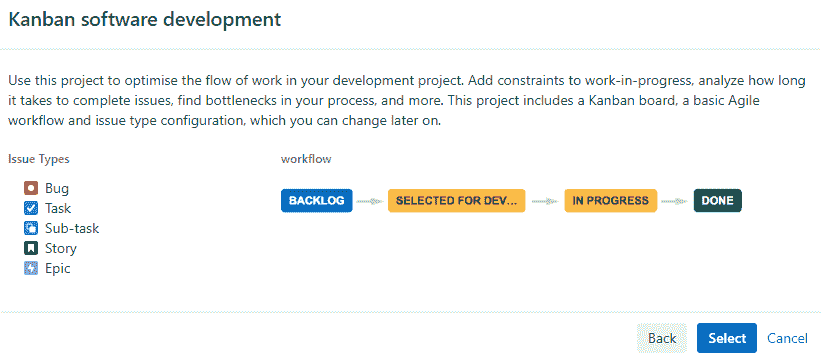 Kanban software development
Use this project to optimise the flow of work in your development project. Add constraints to work-in-progress, analyze how long
it takes to complete issues, find bottlenecks in your process, and more. This project includes a Kanban board, a basic Agile
workflow and issue type configuration, which you can change later on.
Issue Types
Bug
Task
Sub-task
Story
Epic
workflow
BACKLOG SELECTED FOR DEV... IN PROGRESS DONE
Back Select Cancel